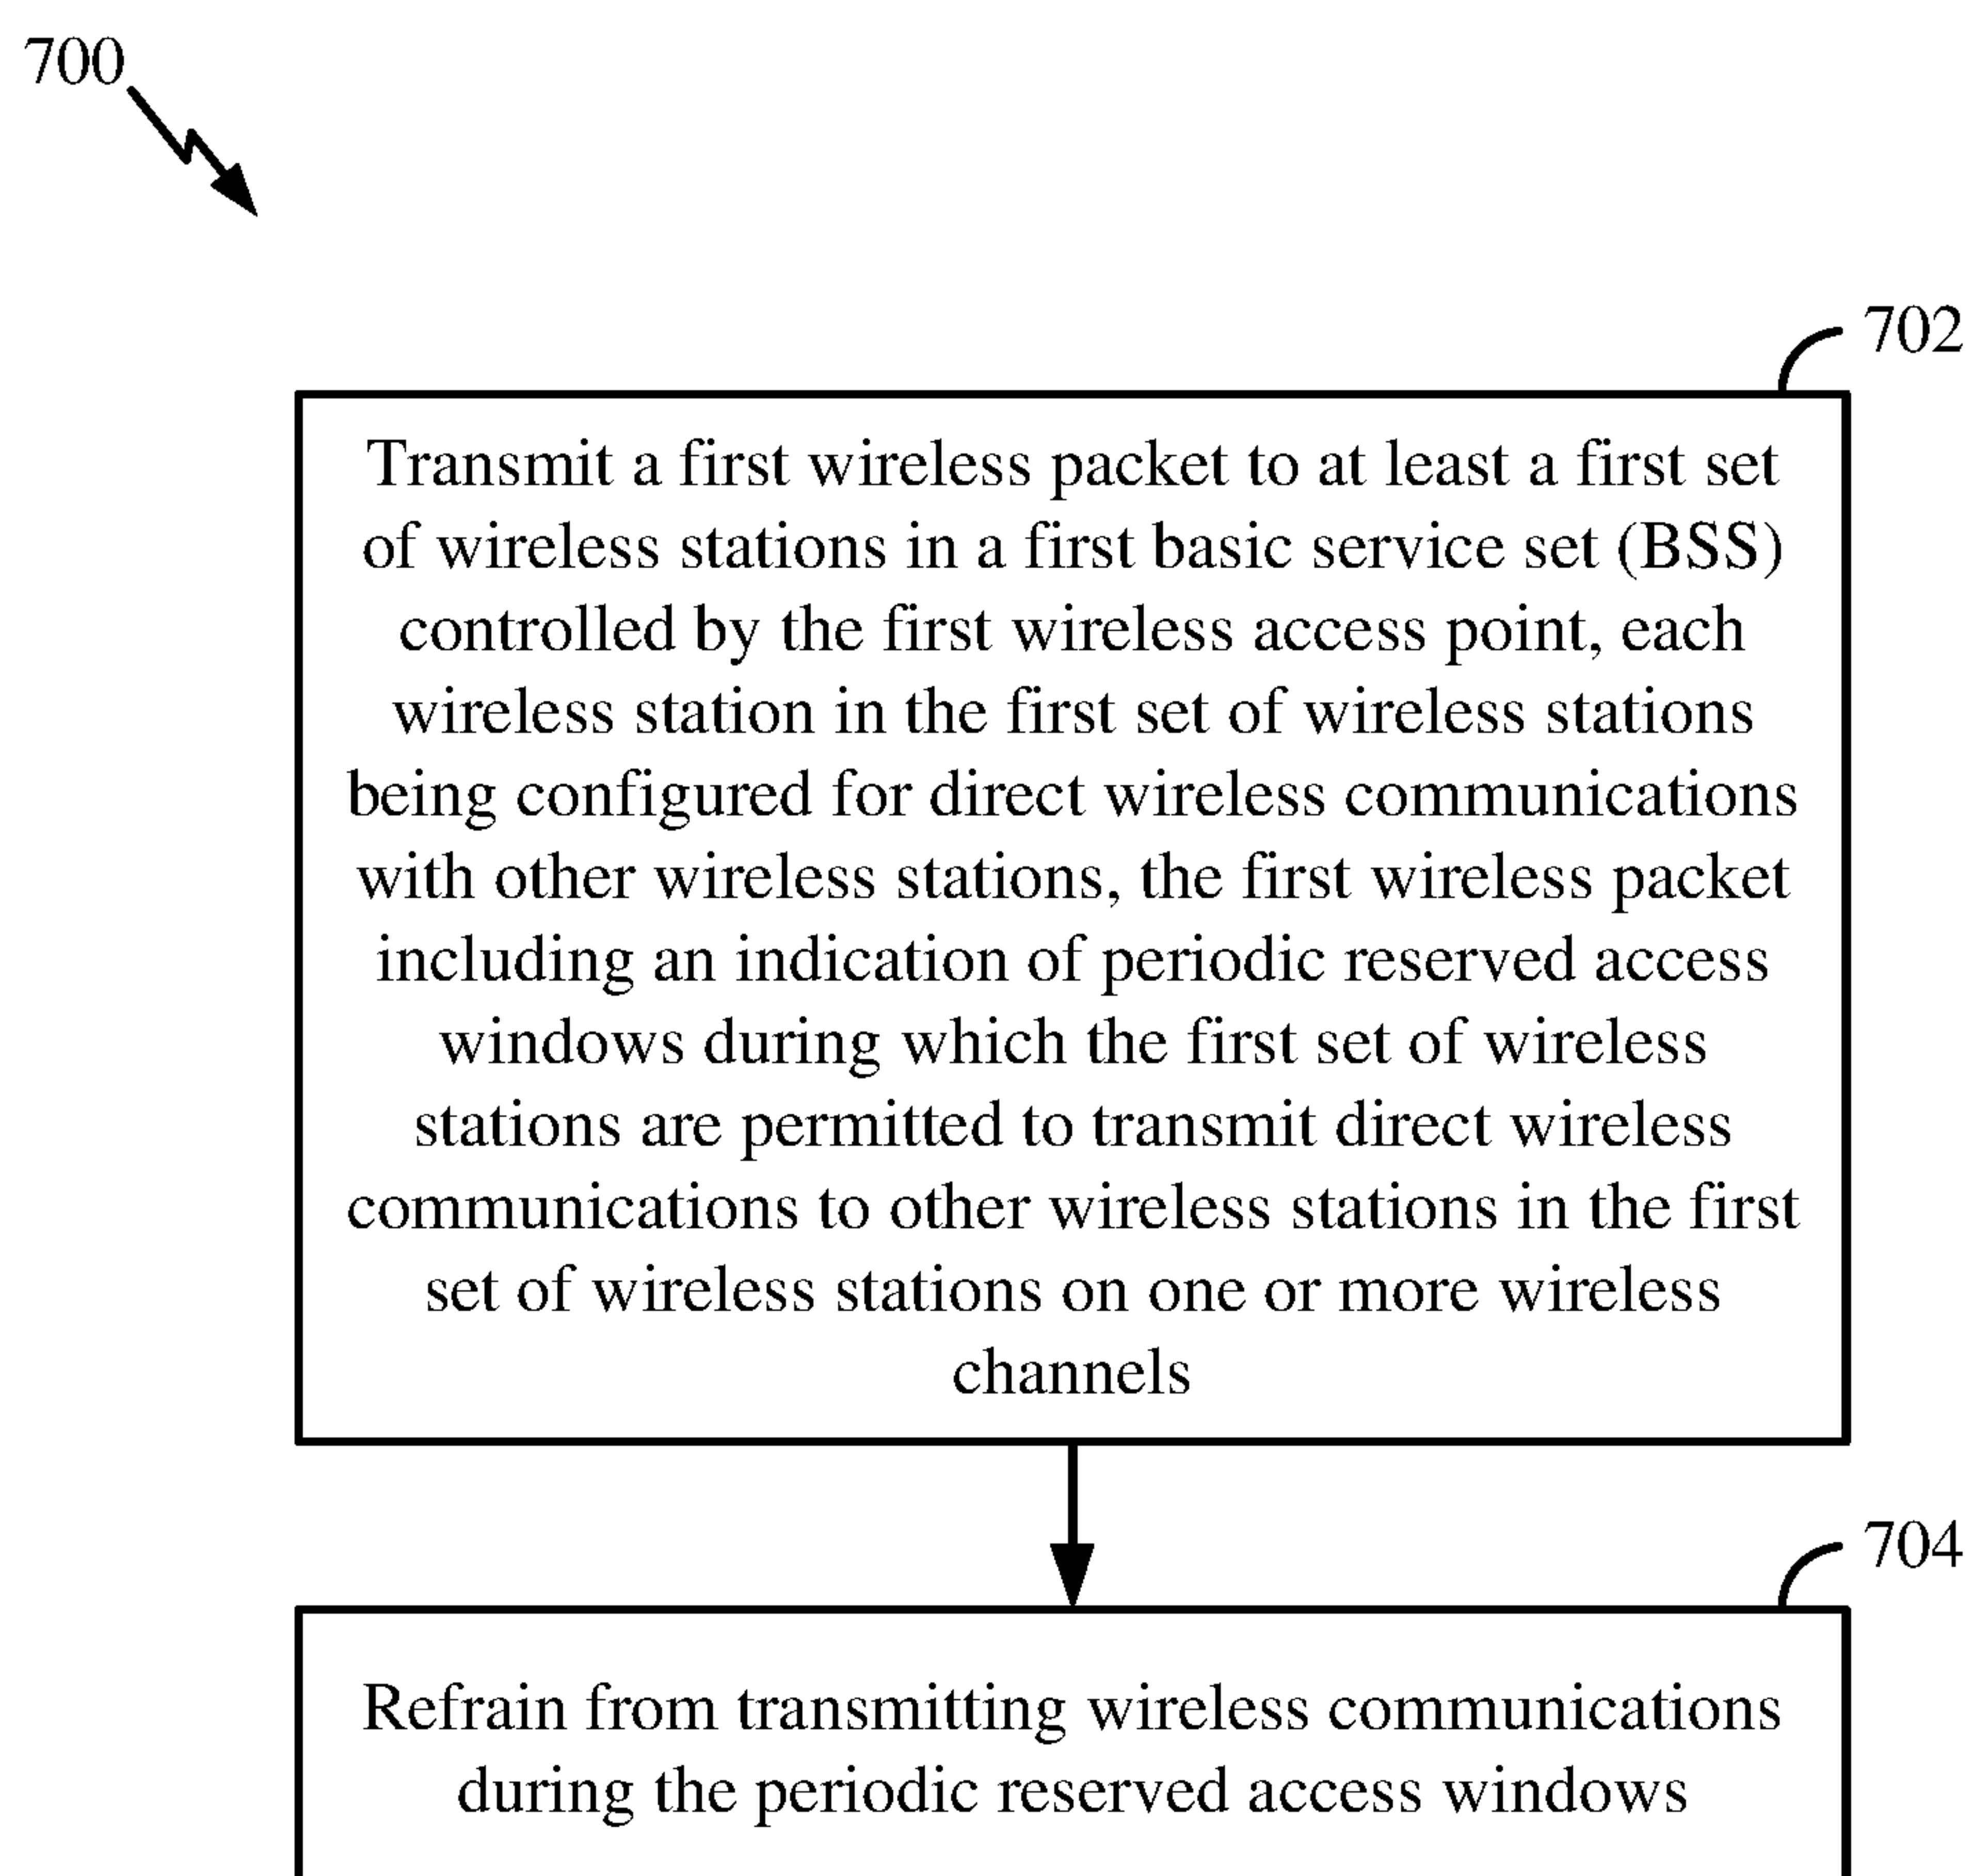 700
702
Transmit a first wireless packet to at least a first set
of wireless stations in a first basic service set (BSS)
controlled by the first wireless access point, each
wireless station in the first set of wireless stations
being configured for direct wireless communications
with other wireless stations, the first wireless packet
including an indication of periodic reserved access
windows during which the first set of wireless
stations are permitted to transmit direct wireless
communications to other wireless stations in the first
set of wireless stations on one or more wireless
channels
704
Refrain from transmitting wireless communications
during the periodic reserved access windows